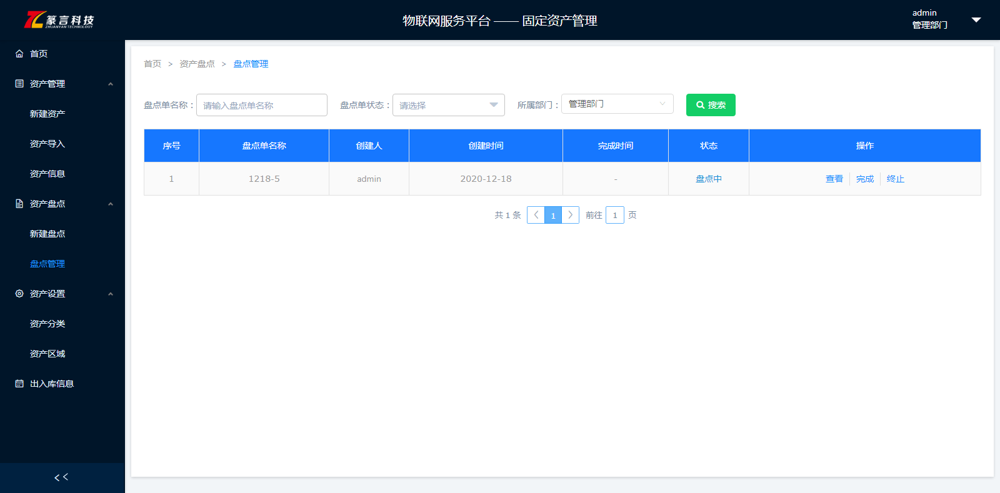 篆言科技
ZHUANYAN TECHNOLOGY
物联网服务平台 —— 固定资产管理
admin
管理部门
首页
资产管理
新建资产
资产导入
资产信息
资产盘点
新建盘点
盘点管理
资产设置
资产分类
资产区域
出入库信息
<<
首页 > 资产盘点 > 盘点管理
盘点单名称： 请输入盘点单名称 盘点单状态： 请选择 所属部门： 管理部门 搜索
序号 盘点单名称 创建人 创建时间 完成时间 状态 操作
1 1218-5 admin 2020-12-18 - 盘点中 查看 完成 终止
共 1 条 < 1 > 前往 1 页